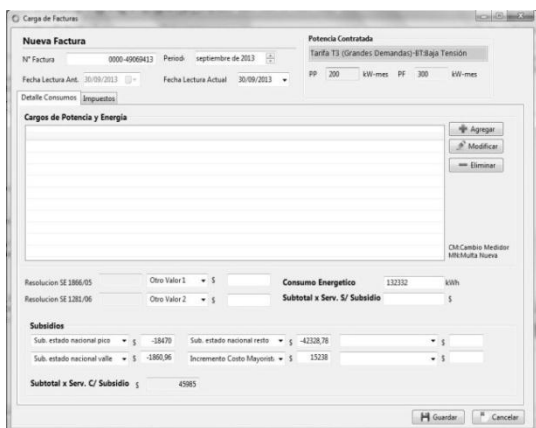 Carga de Facturas
Nueva Factura
Potencia Contratada
Nº Factura 0000-49069413 Periodo septiembre de 2013
Tarifa T3 (Grandes Demandas)-BT:Baja Tensión
PP 200 kW-mes PF 300 kW-mes
Fecha Lectura Ant. 30/09/2013 Fecha Lectura Actual 30/09/2013
Detalle Consumos Impuestos
Cargos de Potencia y Energía
Agregar
Modificar
Eliminar
CM:Cambio Medidor
MN:Multa Nueva
Resolucion SE 1866/05 Otro Valor 1 $ Consumo Energetico 132332 kWh
Resolucion SE 1281/06 Otro Valor 2 $ Subtotal x Serv. S/ Subsidio $
Subsidios
Sub. estado nacional pico $ -18470 Sub. estado nacional resto $ -42328,76 $
Sub. estado nacional valle $ -1860,96 Incremento Costo Mayorist. $ 15238 $
Subtotal x Serv. C/ Subsidio $ 45985
Guardar Cancelar